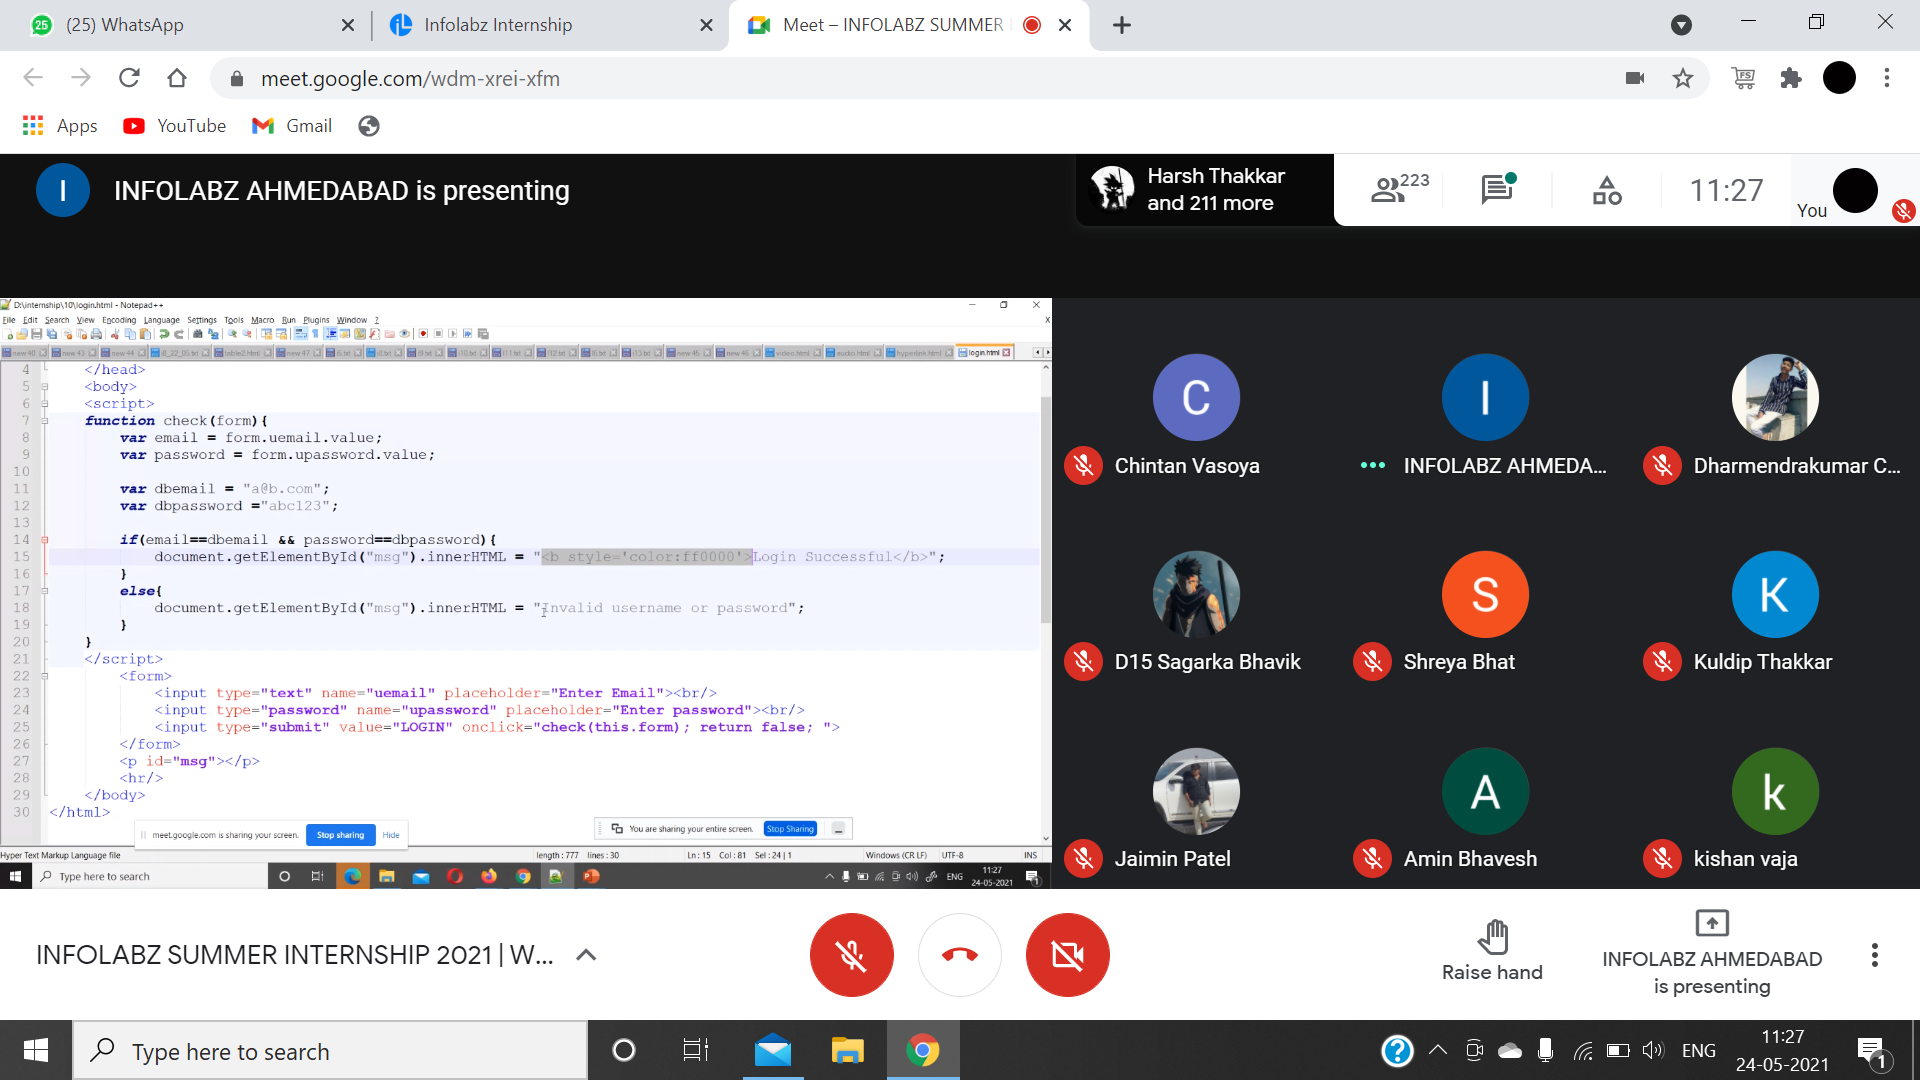 (25) WhatsApp
Infolabz Internship
Meet – INFOLABZ SUMMER
meet.google.com/wdm-xrei-xfm
Apps
YouTube
Gmail
I
INFOLABZ AHMEDABAD is presenting
Harsh Thakkar
and 211 more
223
11:27
You
D:\internship\10\login.html - Notepad++
File Edit Search View Encoding Language Settings Tools Macro Run Plugins Window ?
login.html
4 </head>
5 <body>
6 <script>
7 function check(form){
8 var email = form.uemail.value;
9 var password = form.upassword.value;
10
11 var dbemail = "a@b.com";
12 var dbpassword ="abc123";
13
14 if(email==dbemail && password==dbpassword){
15 document.getElementById("msg").innerHTML = "<b style='color:ff0000'>Login Successful</b>";
16 }
17 else{
18 document.getElementById("msg").innerHTML = "Invalid username or password";
19 }
20 }
21 </script>
22 <form>
23 <input type="text" name="uemail" placeholder="Enter Email"><br/>
24 <input type="password" name="upassword" placeholder="Enter password"><br/>
25 <input type="submit" value="LOGIN" onclick="check(this.form); return false; ">
26 </form>
27 <p id="msg"></p>
28 <hr/>
29 </body>
30 </html>
meet.google.com is sharing your screen. Stop sharing Hide
You are sharing your entire screen. Stop Sharing
Hyper Text Markup Language file length : 777 lines : 30 Ln : 15 Col : 81 Sel : 24 | 1 Windows (CR LF) UTF-8 INS
Type here to search
ENG
11:27
24-05-2021
C
Chintan Vasoya
I
INFOLABZ AHMEDA...
Dharmendrakumar C...
D15 Sagarka Bhavik
S
Shreya Bhat
K
Kuldip Thakkar
Jaimin Patel
A
Amin Bhavesh
k
kishan vaja
INFOLABZ SUMMER INTERNSHIP 2021 | W...
Raise hand
INFOLABZ AHMEDABAD
is presenting
Type here to search
ENG
11:27
24-05-2021
1